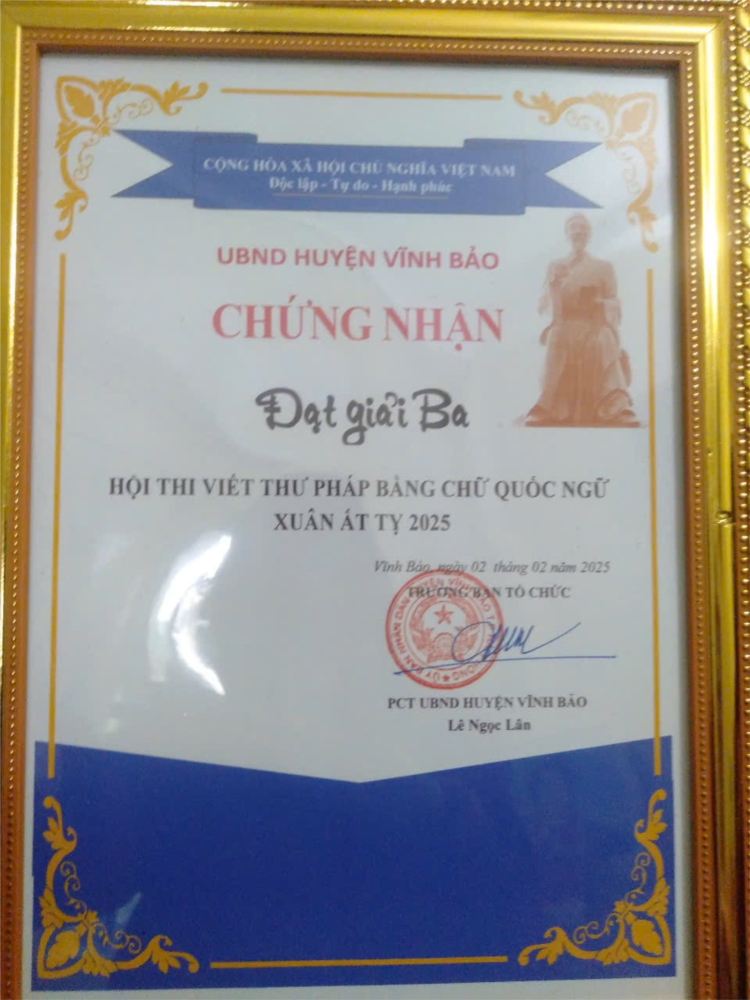 CỘNG HÒA XÃ HỘI CHỦ NGHĨA VIỆT NAM
Độc lập - Tự do - Hạnh phúc
UBND HUYỆN VĨNH BẢO
CHỨNG NHẬN
Đạt giải Ba
HỘI THI VIẾT THƯ PHÁP BẰNG CHỮ QUỐC NGỮ
XUÂN ẤT TỴ 2025
Vĩnh Bảo, ngày 02 tháng 02 năm 2025
TRƯỞNG BAN TỔ CHỨC
PCT UBND HUYỆN VĨNH BẢO
Lê Ngọc Lân